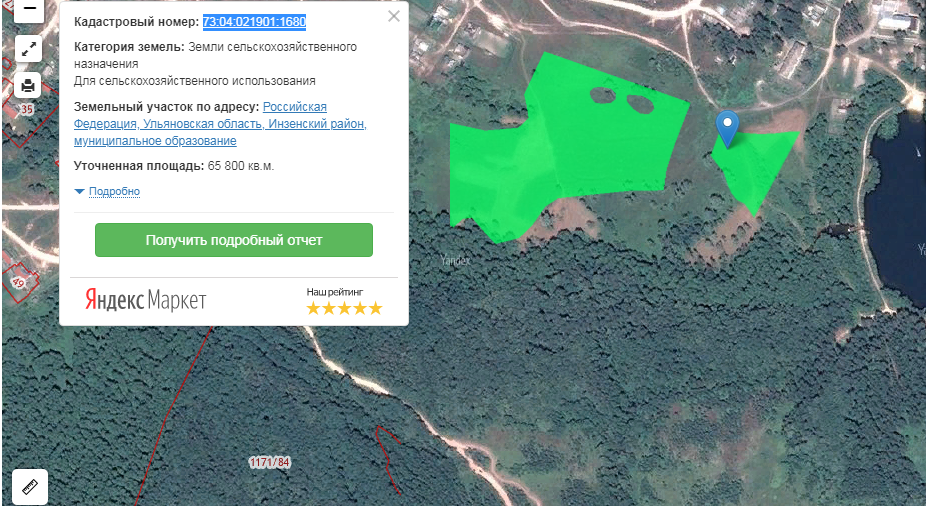 Кадастровый номер: 73:04:021901:1680
Категория земель: Земли сельскохозяйственного
назначения
Для сельскохозяйственного использования
Земельный участок по адресу: Российская
Федерация, Ульяновская область, Инзенский район,
муниципальное образование
Уточненная площадь: 65 800 кв.м.
Подробно
Получить подробный отчет
Яндекс Маркет
Наш рейтинг
35
49
Yandex
1171/84